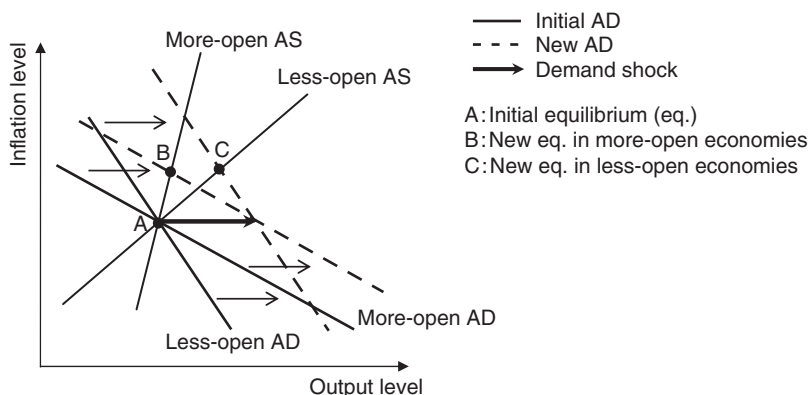 Inflation level
More-open AS
Less-open AS
B
C
A
Less-open AD
More-open AD
Output level
Initial AD
New AD
Demand shock
A:Initial equilibrium (eq.)
B:New eq. in more-open economies
C:New eq. in less-open economies